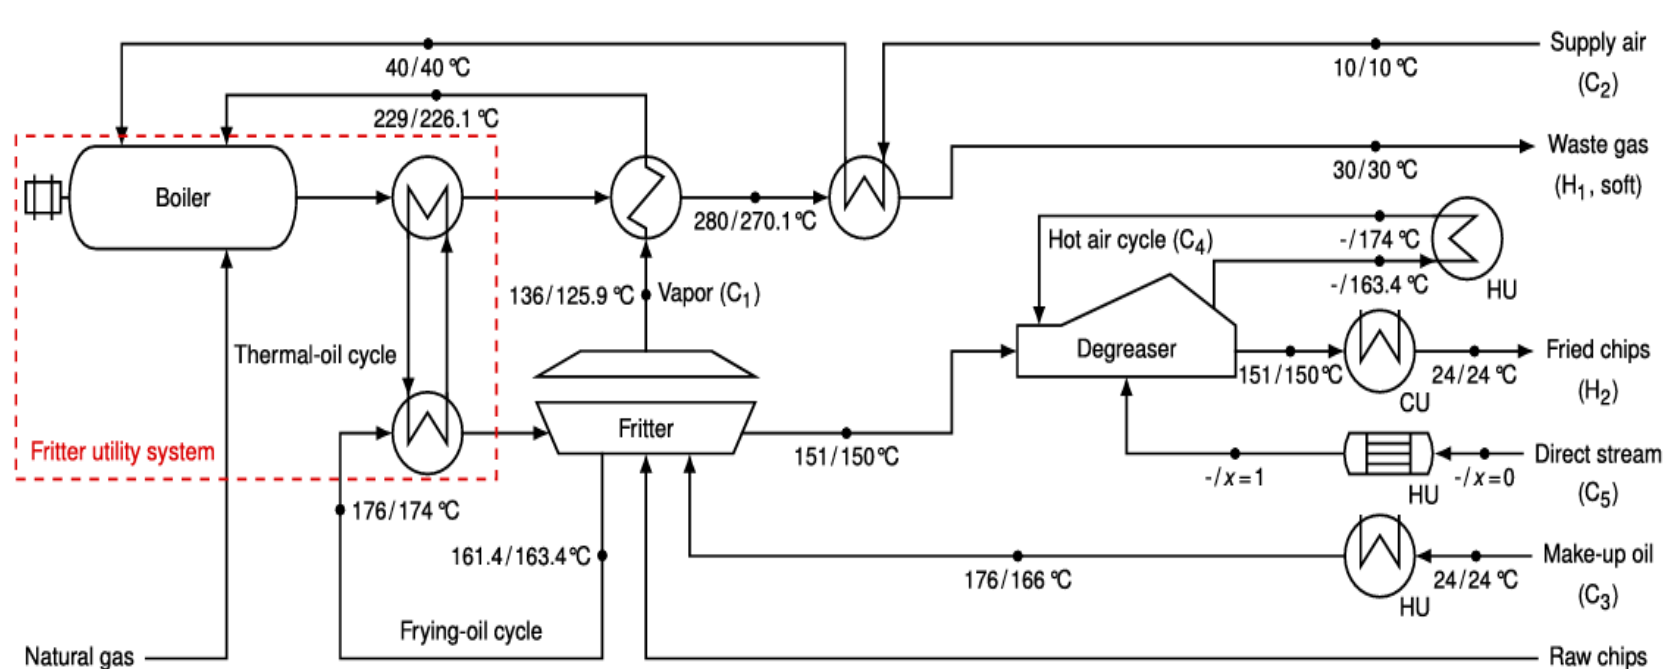 Supply air
(C2)
40/40 °C
10/10 °C
229/226.1 °C
Waste gas
(H1, soft)
30/30 °C
Boiler
280/270.1°C
Hot air cycle (C4)
-/174 °C
-/163.4 °C
HU
136/125.9 °C
Vapor (C1)
Thermal-oil cycle
Degreaser
Fried chips
(H2)
151/150°C
24/24 °C
CU
Fritter
Fritter utility system
151/150°C
Direct stream
(C5)
-/x=1
-/x=0
HU
176/174 °C
161.4/163.4°C
Make-up oil
(C3)
176/166 °C
24/24 °C
HU
Frying-oil cycle
Natural gas
Raw chips